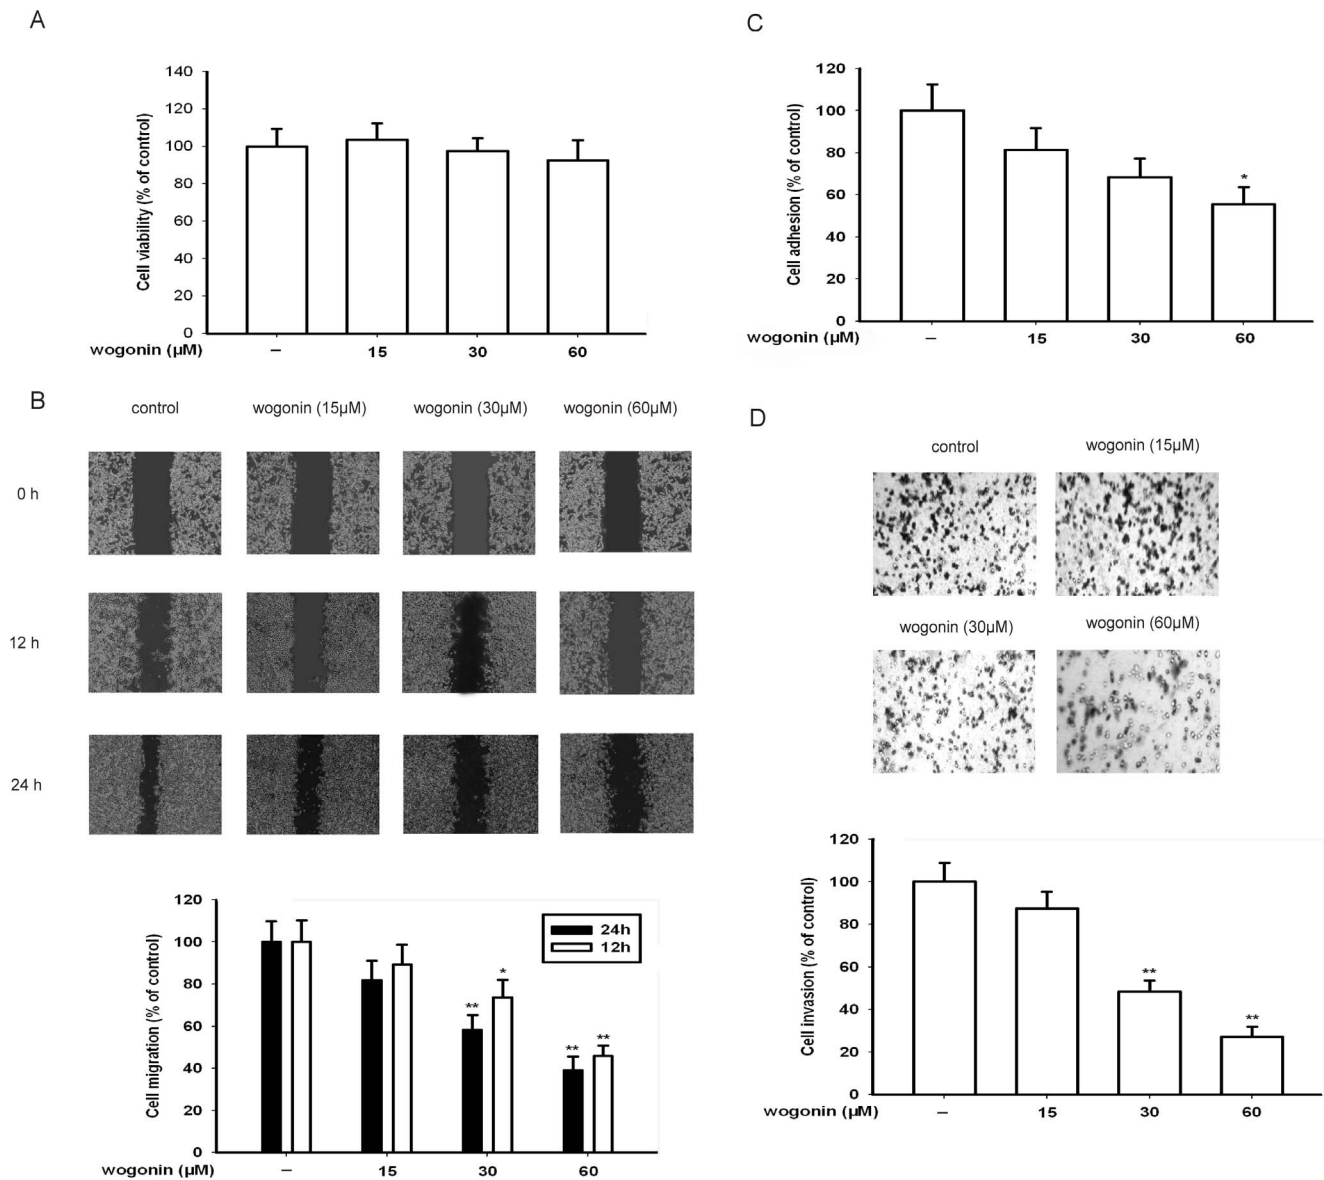 A
140
120
100
80
60
40
20
0
Cell viability (% of control)
wogonin (µM) – 15 30 60
B
control wogonin (15µM) wogonin (30µM) wogonin (60µM)
0 h
12 h
24 h
120
100
80
60
40
20
0
Cell migration (% of control)
24h
12h
** *
** **
wogonin (µM) – 15 30 60
C
120
100
80
60
40
20
0
Cell adhesion (% of control)
*
wogonin (µM) – 15 30 60
D
control wogonin (15µM)
wogonin (30µM) wogonin (60µM)
120
100
80
60
40
20
0
Cell invasion (% of control)
**
**
wogonin (µM) – 15 30 60